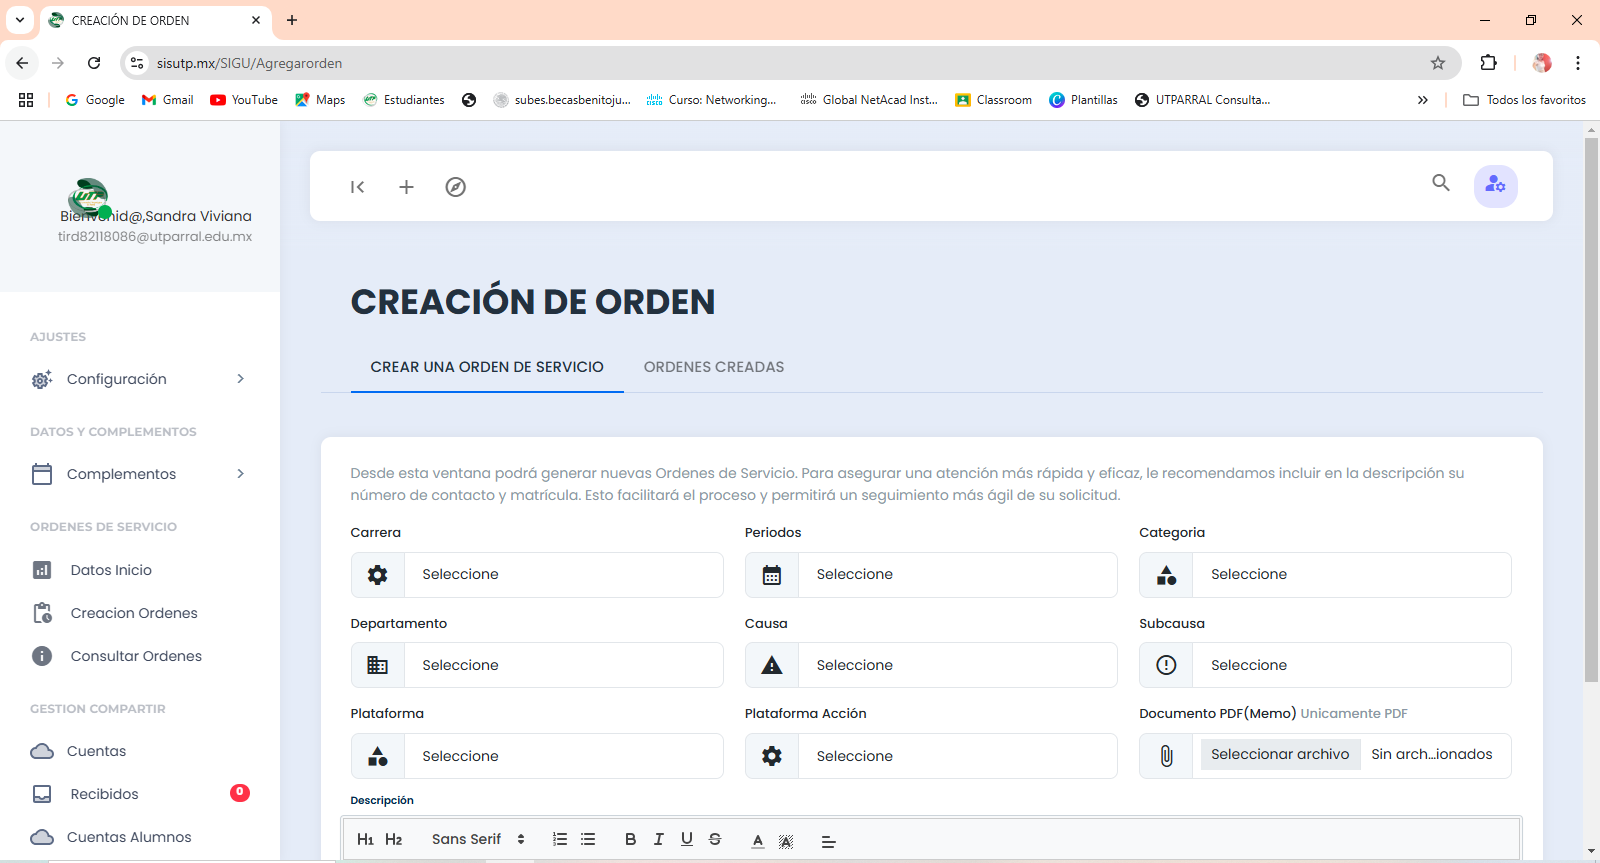 CREACIÓN DE ORDEN
sisutp.mx/SIGU/Agregarorden
Google
Gmail
YouTube
Maps
Estudiantes
subes.becasbenitoju...
Curso: Networking...
Global NetAcad Inst...
Classroom
Plantillas
UTPARRAL Consulta...
Todos los favoritos
UTP
Bienvenid@,Sandra Viviana
tird82118086@utparral.edu.mx
AJUSTES
Configuración
DATOS Y COMPLEMENTOS
Complementos
ORDENES DE SERVICIO
Datos Inicio
Creacion Ordenes
Consultar Ordenes
GESTION COMPARTIR
Cuentas
Recibidos 0
Cuentas Alumnos
CREACIÓN DE ORDEN
CREAR UNA ORDEN DE SERVICIO ORDENES CREADAS
Desde esta ventana podrá generar nuevas Ordenes de Servicio. Para asegurar una atención más rápida y eficaz, le recomendamos incluir en la descripción su
número de contacto y matrícula. Esto facilitará el proceso y permitirá un seguimiento más ágil de su solicitud.
Carrera Periodos Categoria
Seleccione Seleccione Seleccione
Departamento Causa Subcausa
Seleccione Seleccione Seleccione
Plataforma Plataforma Acción Documento PDF(Memo) Unicamente PDF
Seleccione Seleccione Seleccionar archivo Sin arch...ionados
Descripción
H1 H2 Sans Serif B I U S A A